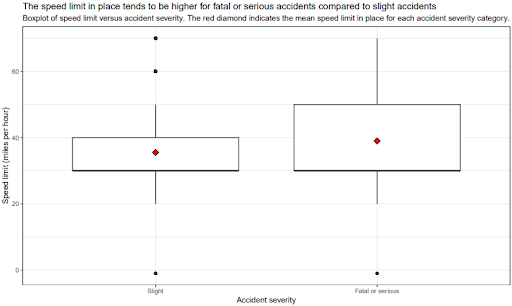 The speed limit in place tends to be higher for fatal or serious accidents compared to slight accidents
Boxplot of speed limit versus accident severity. The red diamond indicates the mean speed limit in place for each accident severity category.
Speed limit (miles per hour)
60
40
20
0
Slight
Fatal or serious
Accident severity